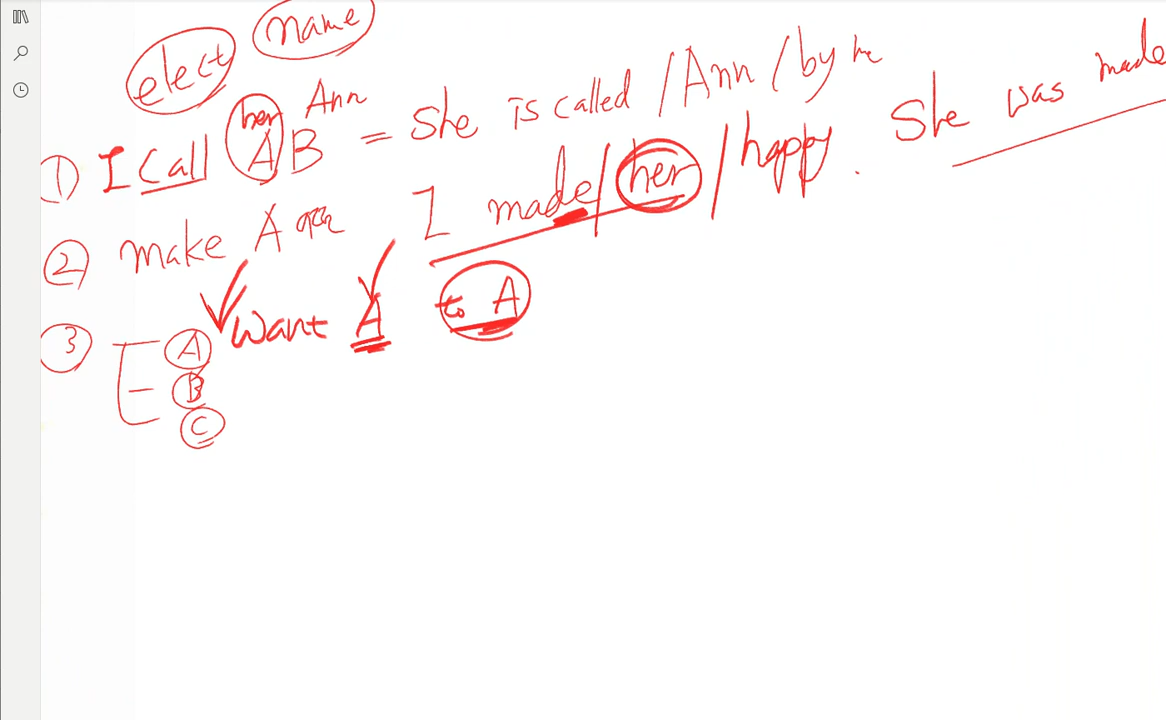 elect name
① I call her A Ann B = she is called / Ann / by me
② make A I made / her / happy. She was made
③ want A to A
A
B
C